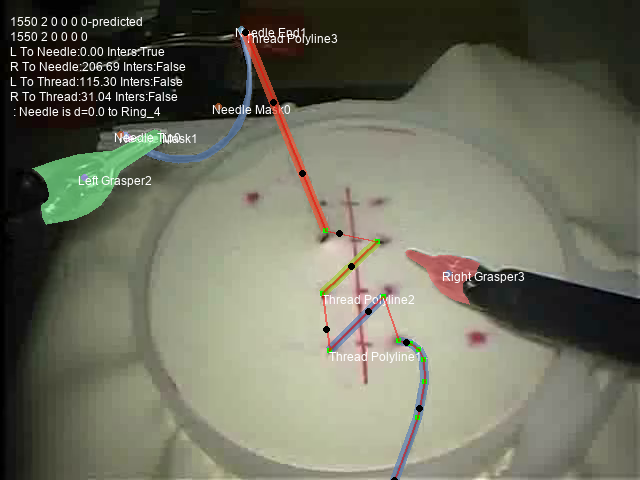 1550 2 0 0 0 0-predicted
1550 2 0 0 0 0
L To Needle:0.00 Inters:True
R To Needle:206.69 Inters:False
L To Thread:115.30 Inters:False
R To Thread:31.04 Inters:False
: Needle is d=0.0 to Ring_4
Needle End1
Thread Polyline3
Needle Mask0
Left Grasper2
Right Grasper3
Thread Polyline2
Thread Polyline1